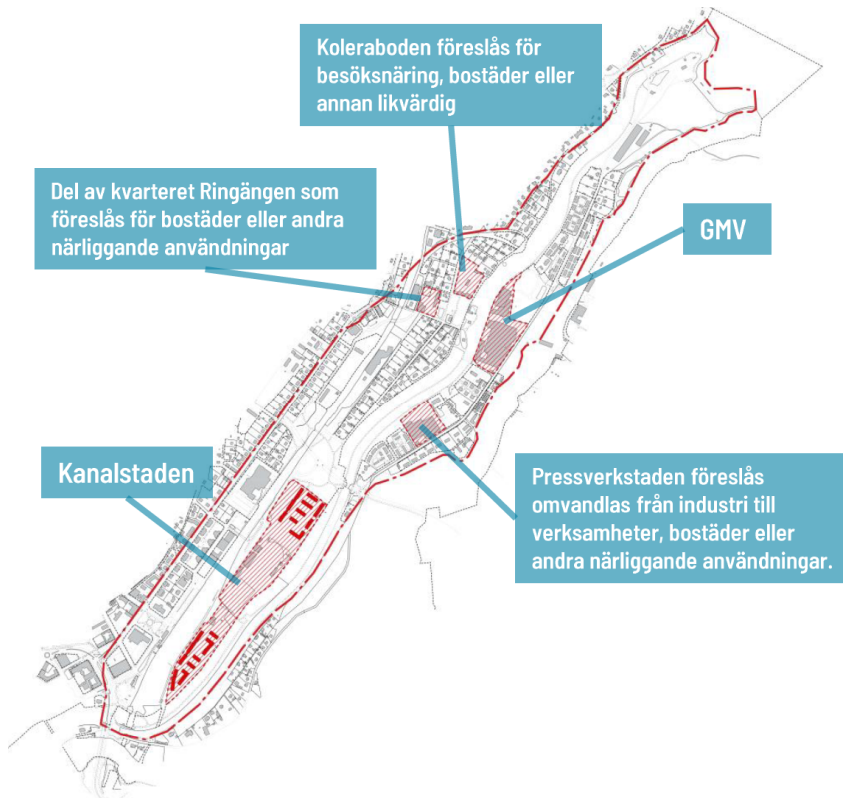 Koleraboden föreslås för
besöksnäring, bostäder eller
annan likvärdig
Del av kvarteret Ringängen som
föreslås för bostäder eller andra
närliggande användningar
GMV
Kanalstaden
Pressverkstaden föreslås
omvandlas från industri till
verksamheter, bostäder eller
andra närliggande användningar.